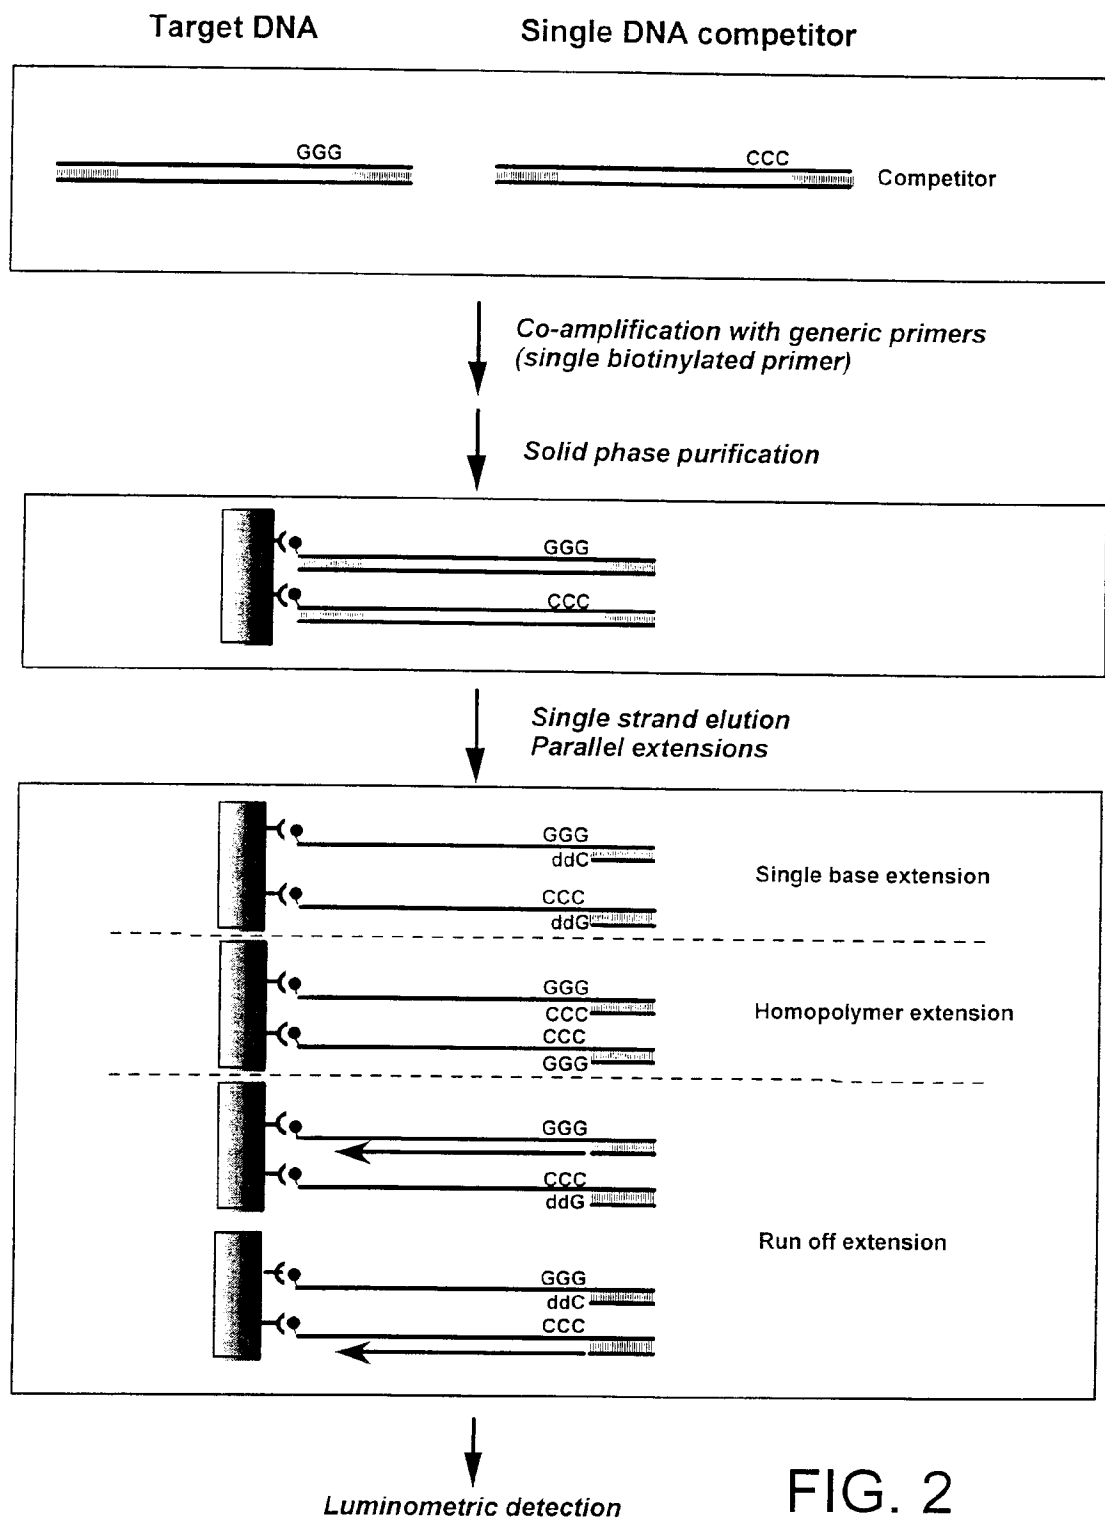 Target DNA
Single DNA competitor
GGG
CCC
Competitor
Co-amplification with generic primers
(single biotinylated primer)
Solid phase purification
GGG
CCC
Single strand elution
Parallel extensions
GGG
ddC
Single base extension
CCC
ddG
GGG
CCC
Homopolymer extension
CCC
GGG
GGG
CCC
ddG
Run off extension
GGG
ddC
CCC
Luminometric detection
FIG. 2